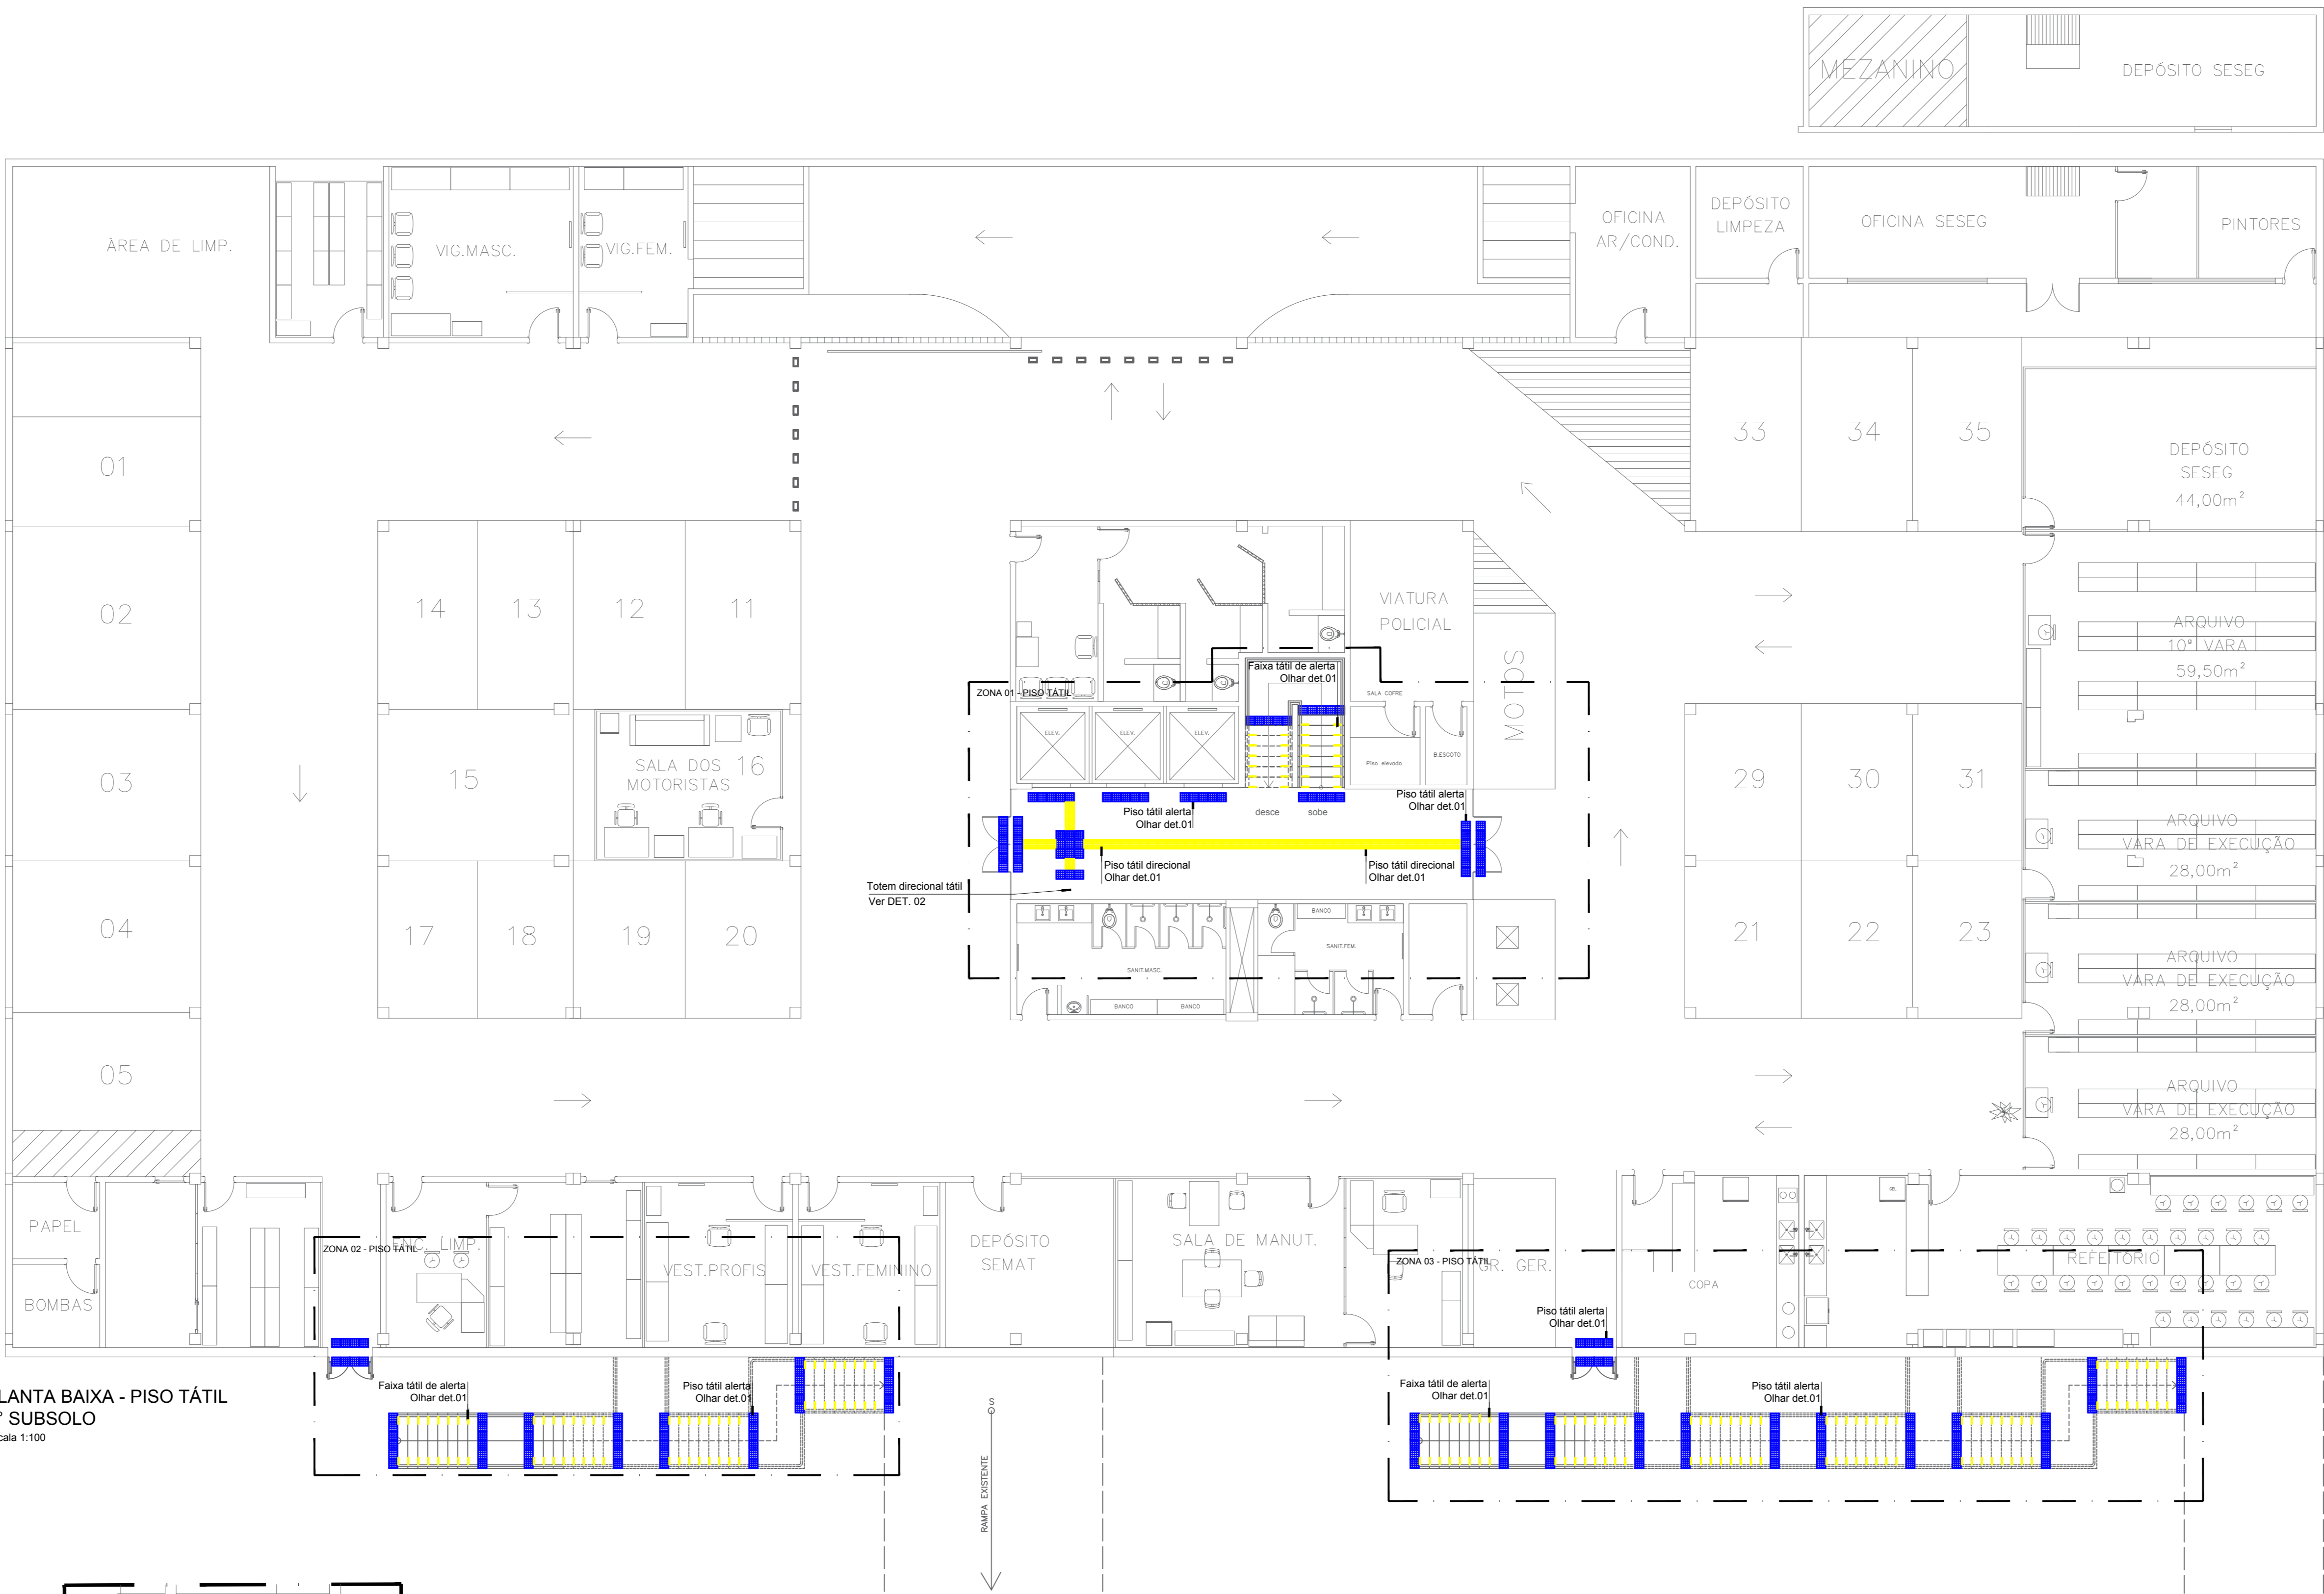 MEZANINO
DEPÓSITO SESEG
ÀREA DE LIMP.
VIG.MASC.
VIG.FEM.
OFICINA
AR/COND.
DEPÓSITO
LIMPEZA
OFICINA SESEG
PINTORES
01
33
34
35
DEPÓSITO
SESEG
44,00m²
02
14
13
12
11
VIATURA
POLICIAL
MOTOS
ARQUIVO
10ª VARA
59,50m²
Faixa tátil de alerta
Olhar det.01
ZONA 01 - PISO TÁTIL
SALA COFRE
ELEV.
ELEV.
ELEV.
Piso elevado
B.ESGOTO
03
15
SALA DOS
MOTORISTAS
16
29
30
31
Piso tátil alerta
Olhar det.01
desce
sobe
Piso tátil alerta
Olhar det.01
ARQUIVO
VARA DE EXECUÇÃO
28,00m²
Piso tátil direcional
Olhar det.01
Piso tátil direcional
Olhar det.01
Totem direcional tátil
Ver DET. 02
04
17
18
19
20
BANCO
SANIT.FEM.
SANIT.MASC.
BANCO
BANCO
21
22
23
ARQUIVO
VARA DE EXECUÇÃO
28,00m²
05
ARQUIVO
VARA DE EXECUÇÃO
28,00m²
PAPEL
BOMBAS
ZONA 02 - PISO TÁTIL
ENC. LIMP.
VEST.PROFIS
VEST.FEMININO
DEPÓSITO
SEMAT
SALA DE MANUT.
ZONA 03 - PISO TÁTIL
GR. GER.
COPA
GEL
REFEITÓRIO
Piso tátil alerta
Olhar det.01
Faixa tátil de alerta
Olhar det.01
Piso tátil alerta
Olhar det.01
Faixa tátil de alerta
Olhar det.01
Piso tátil alerta
Olhar det.01
LANTA BAIXA - PISO TÁTIL
° SUBSOLO
cala 1:100
S
RAMPA EXISTENTE